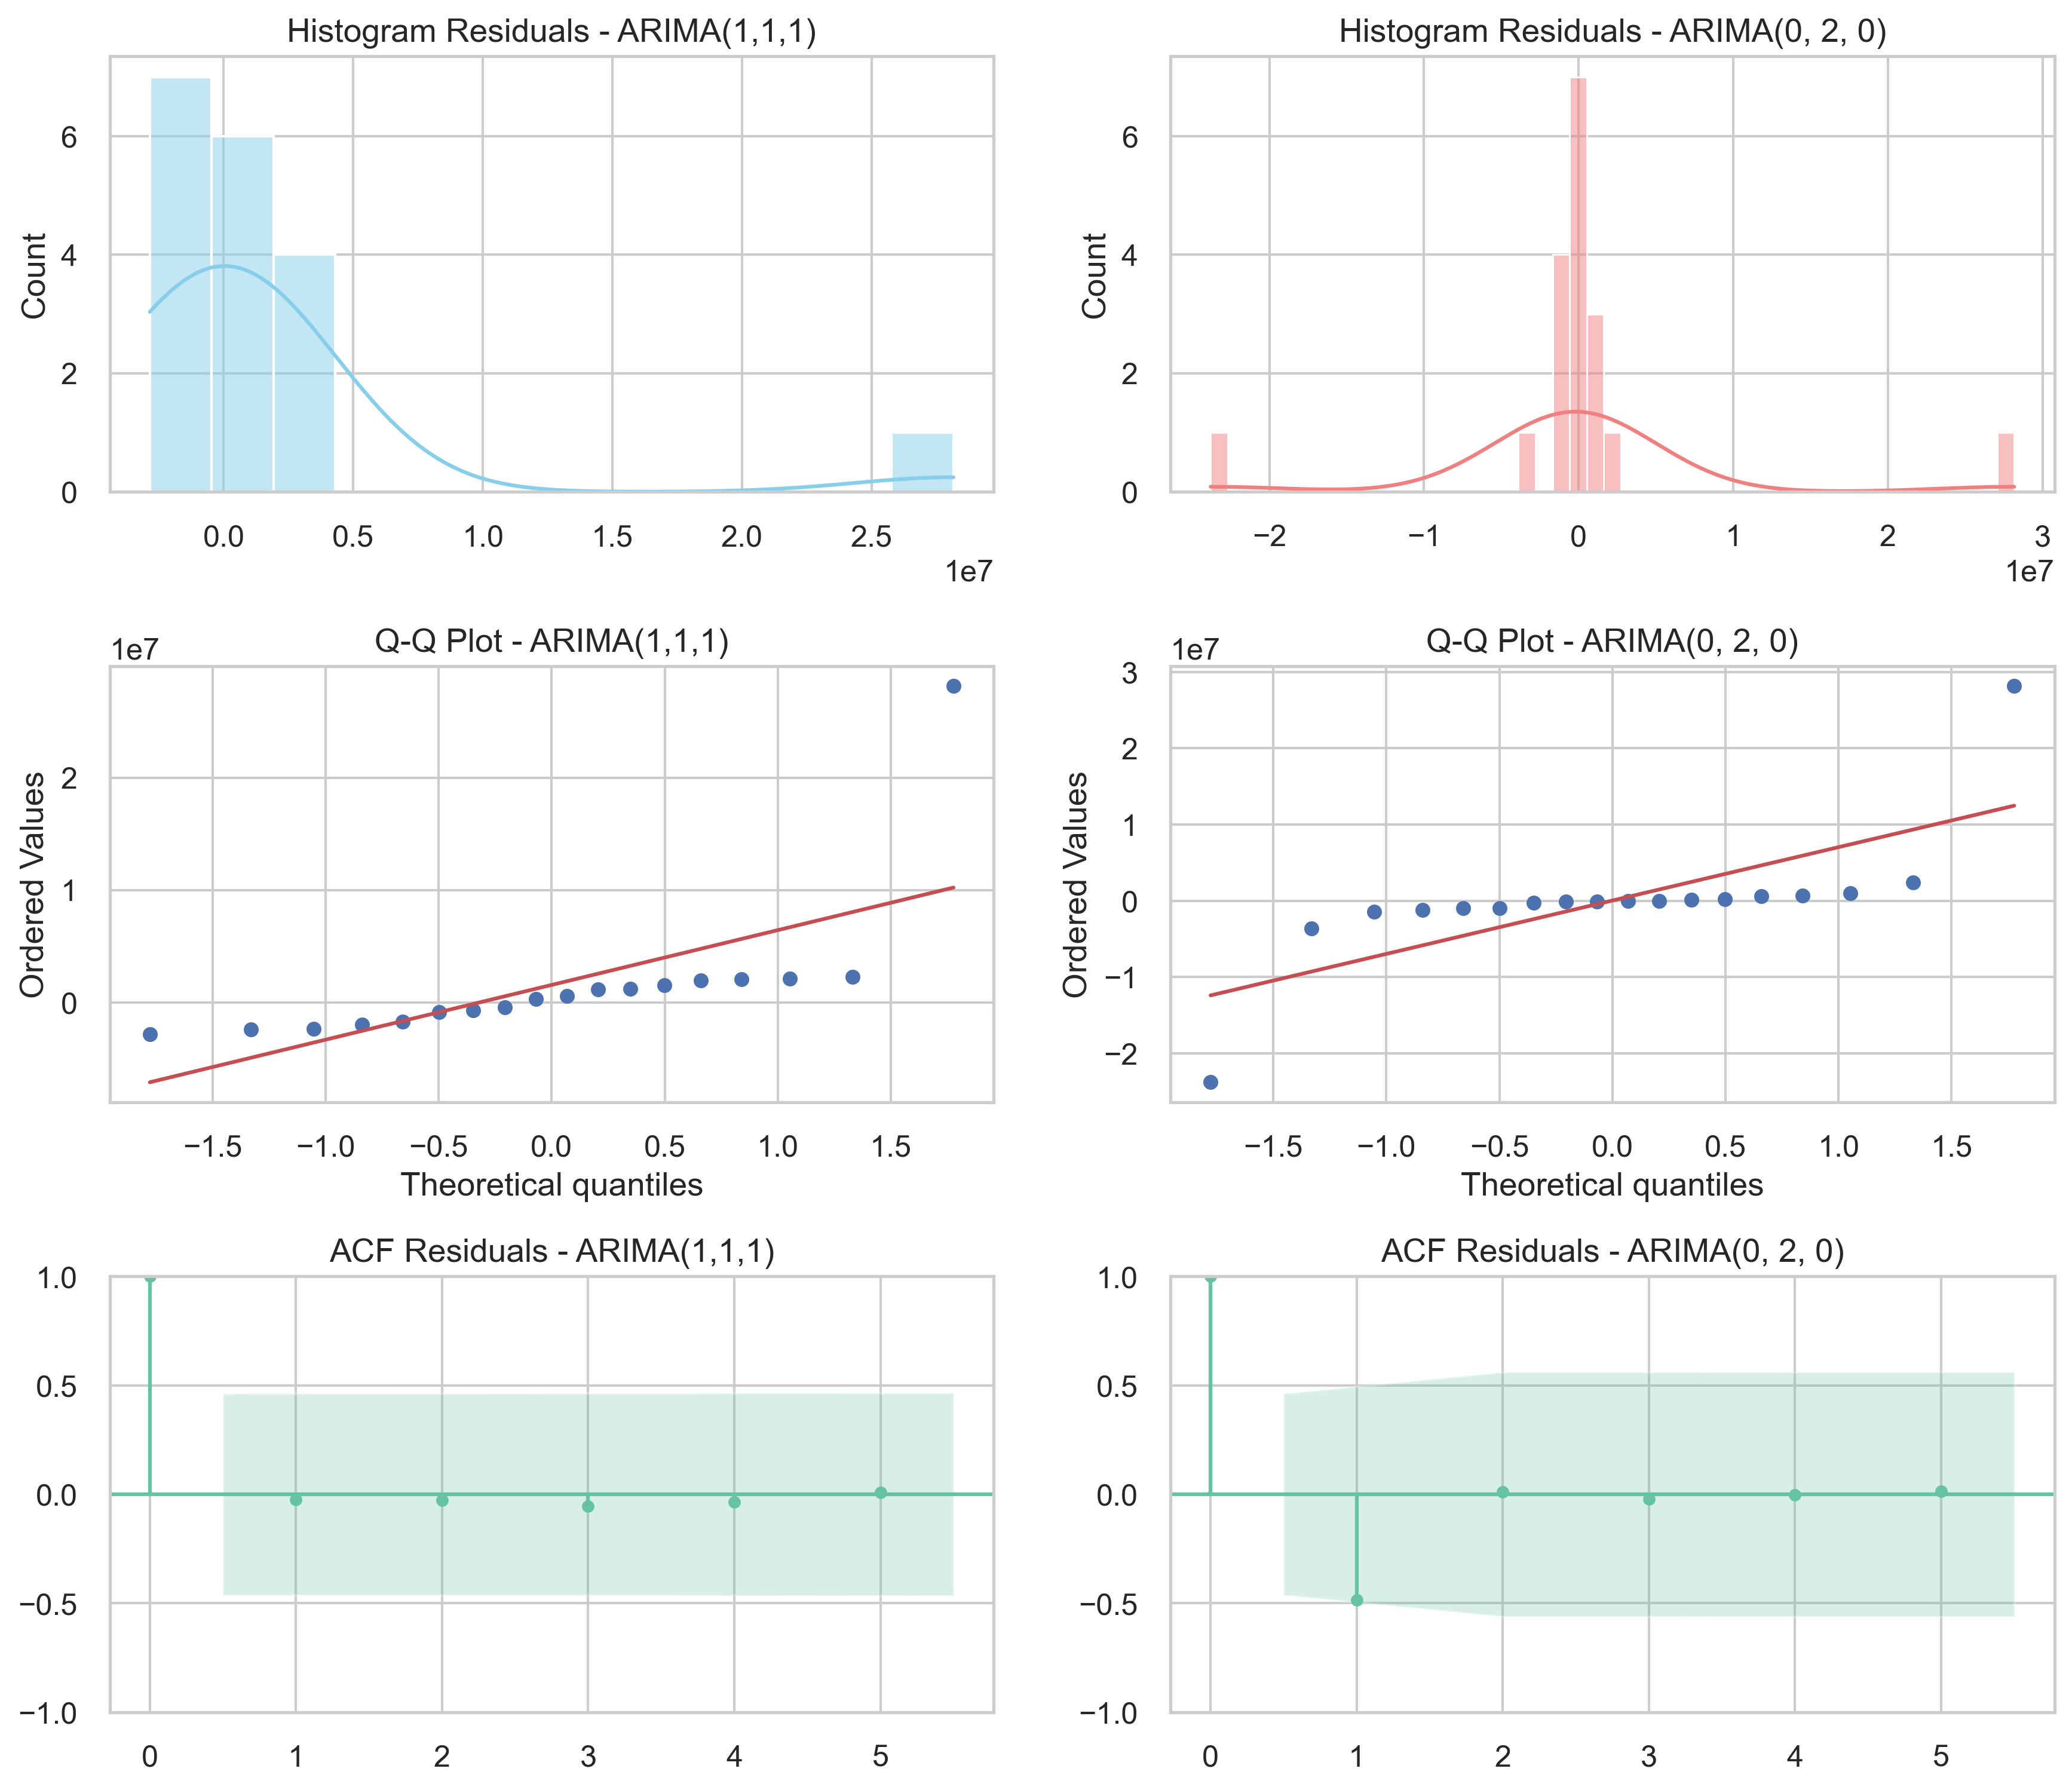 Histogram Residuals - ARIMA(1,1,1)
Count
6
4
2
0
0.0 0.5 1.0 1.5 2.0 2.5
1e7
Histogram Residuals - ARIMA(0, 2, 0)
Count
6
4
2
0
−2 −1 0 1 2 3
1e7
Q-Q Plot - ARIMA(1,1,1)
1e7
Ordered Values
2
1
0
−1.5 −1.0 −0.5 0.0 0.5 1.0 1.5
Theoretical quantiles
Q-Q Plot - ARIMA(0, 2, 0)
1e7
Ordered Values
3
2
1
0
−1
−2
−1.5 −1.0 −0.5 0.0 0.5 1.0 1.5
Theoretical quantiles
ACF Residuals - ARIMA(1,1,1)
1.0
0.5
0.0
−0.5
−1.0
0 1 2 3 4 5
ACF Residuals - ARIMA(0, 2, 0)
1.0
0.5
0.0
−0.5
−1.0
0 1 2 3 4 5